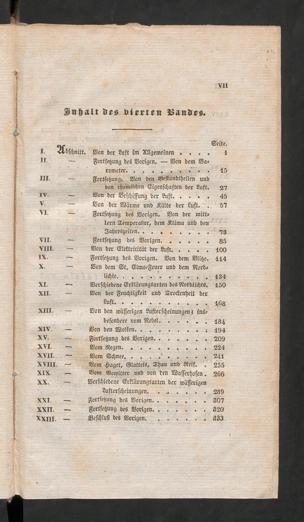 VII
Inhalt des vierten Bandes.
Seite.
I. Abschnitt. Von der Luft im Allgemeinen . . . . 1
II. — Fortsetzung des Vorigen. — Von dem Ba-
rometer. . . . . . . . . . 15
III. — Fortsetzung. Von den Bestandtheilen und
den chemischen Eigenschaften der Luft. 27
IV. — Von der Beschiffung der Luft. . . . . 45
V. — Von der Wärme und Kälte der Luft. . . 57
VI. — Fortsetzung des Vorigen. Von der mitt-
lern Temperatur, dem Klima und den
Jahreszeiten. . . . . . . . . 73
VII. — Fortsetzung des Vorigen. . . . . . 85
VIII. — Von der Elektricität der Luft. . . . . 100
IX. — Fortsetzung des Vorigen. Von dem Blitze. 114
X. — Von dem St. Elmsfeuer und dem Nord-
lichte. . . . . . . . . . . 134
XI. — Verschiedene Erklärungsarten des Nordlichts. 150
XII. — Von der Feuchtigkeit und Trockenheit der
Luft. . . . . . . . . . . 168
XIII. — Von den wässerigen Lufterscheinungen; ins-
besondere vom Nebel. . . . . . 184
XIV. — Von den Wolken. . . . . . . . 194
XV. — Fortsetzung des Vorigen. . . . . . 209
XVI. — Vom Regen. . . . . . . . . 224
XVII. — Vom Schnee. . . . . . . . . 241
XVIII. — Vom Hagel, Glatteis, Thau und Reif. . 255
XIX. — Vom Gewitter und von den Wasserhosen. 266
XX. — Verschiedene Erklärungsarten der wässerigen
Lufterscheinungen. . . . . . . 289
XXI. — Fortsetzung des Vorigen. . . . . . 307
XXII. — Fortsetzung des Vorigen. . . . . . 320
XXIII. — Beschluß des Vorigen. . . . . . . 333